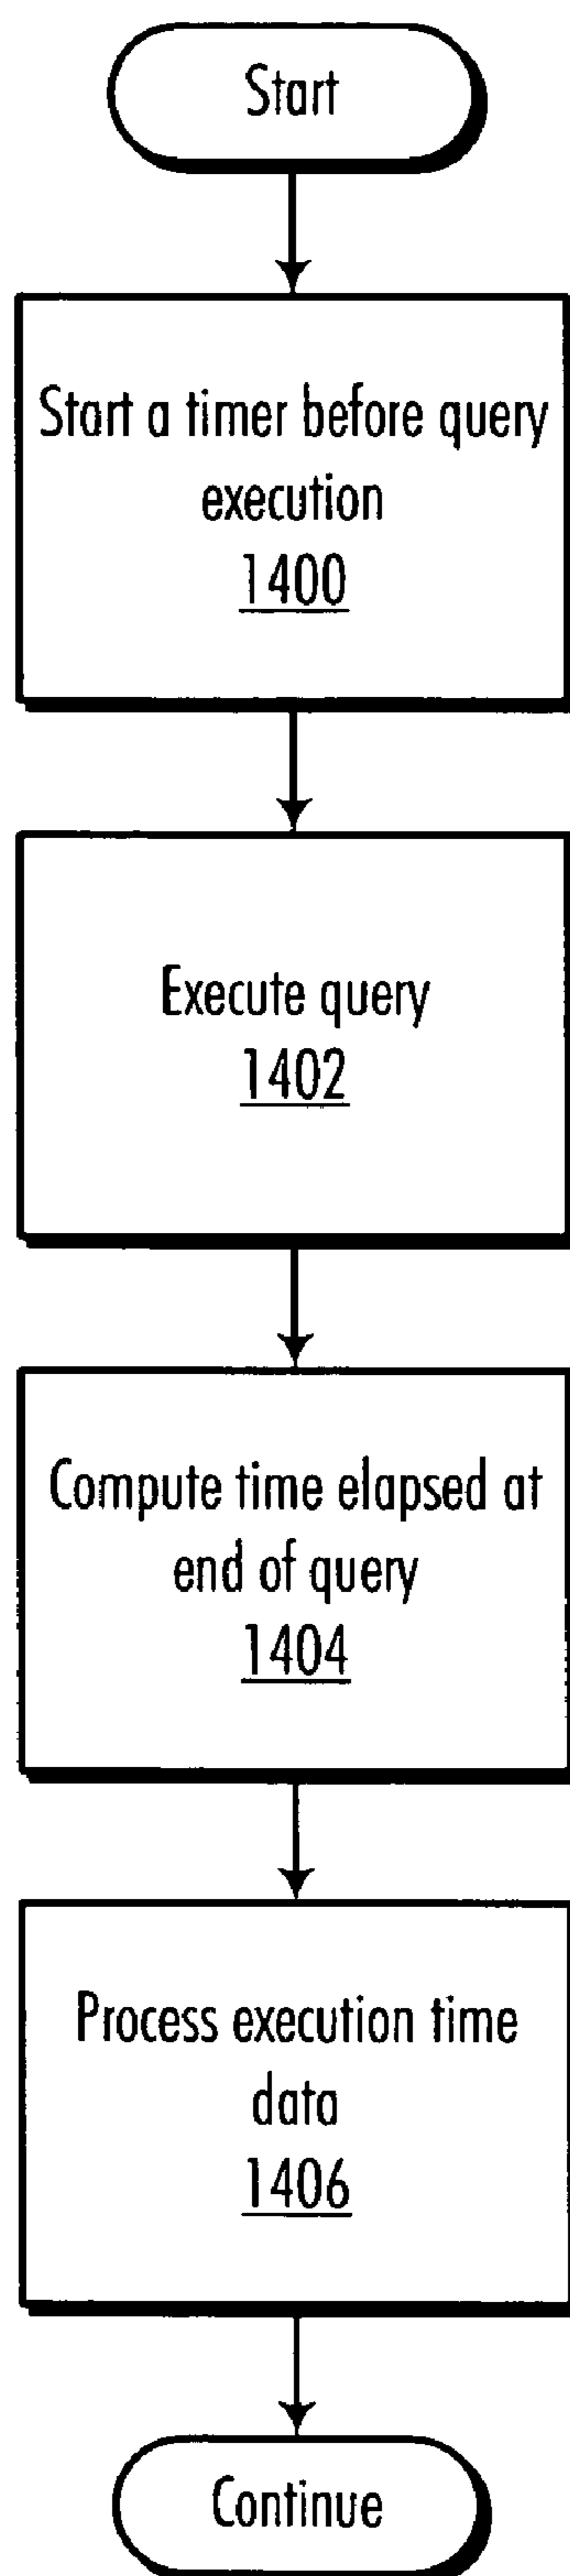 Start
Start a timer before query
execution
1400
Execute query
1402
Compute time elapsed at
end of query
1404
Process execution time
data
1406
Continue